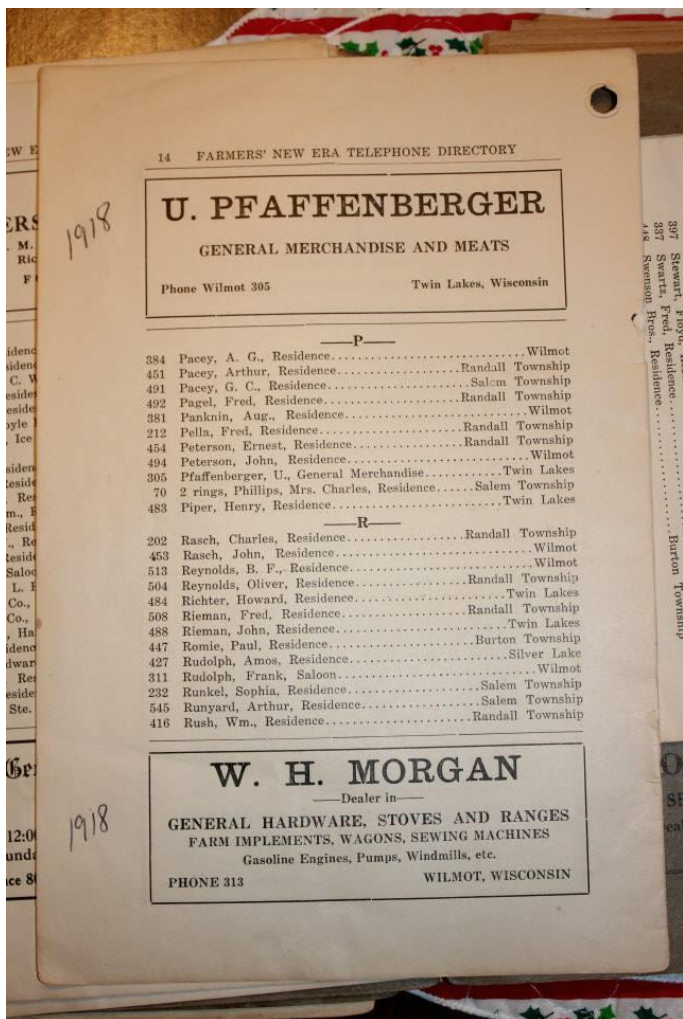 14 FARMERS' NEW ERA TELEPHONE DIRECTORY
1918
U. PFAFFENBERGER
GENERAL MERCHANDISE AND MEATS
Phone Wilmot 305 Twin Lakes, Wisconsin
—P—
384 Pacey, A. G., Residence..............................Wilmot
451 Pacey, Arthur, Residence....................Randall Township
491 Pacey, G. C., Residence.....................Salem Township
492 Pagel, Fred, Residence......................Randall Township
381 Panknin, Aug., Residence............................Wilmot
212 Pella, Fred, Residence......................Randall Township
454 Peterson, Ernest, Residence.................Randall Township
494 Peterson, John, Residence...........................Wilmot
305 Pfaffenberger, U., General Merchandise...........Twin Lakes
70 2 rings, Phillips, Mrs. Charles, Residence......Salem Township
483 Piper, Henry, Residence..........................Twin Lakes
—R—
202 Rasch, Charles, Residence...................Randall Township
453 Rasch, John, Residence..............................Wilmot
513 Reynolds, B. F., Residence..........................Wilmot
504 Reynolds, Oliver, Residence.................Randall Township
484 Richter, Howard, Residence.......................Twin Lakes
508 Rieman, Fred, Residence.....................Randall Township
488 Rieman, John, Residence..........................Twin Lakes
447 Romie, Paul, Residence......................Burton Township
427 Rudolph, Amos, Residence........................Silver Lake
311 Rudolph, Frank, Saloon..............................Wilmot
232 Runkel, Sophia, Residence...................Salem Township
545 Runyard, Arthur, Residence..................Salem Township
416 Rush, Wm., Residence........................Randall Township
1918
W. H. MORGAN
—Dealer in—
GENERAL HARDWARE, STOVES AND RANGES
FARM IMPLEMENTS, WAGONS, SEWING MACHINES
Gasoline Engines, Pumps, Windmills, etc.
PHONE 313 WILMOT, WISCONSIN
397 Stewart, Floyd,
337 Swartz, Fred, Residence
448 Swenson Bros., Residence Burton Township